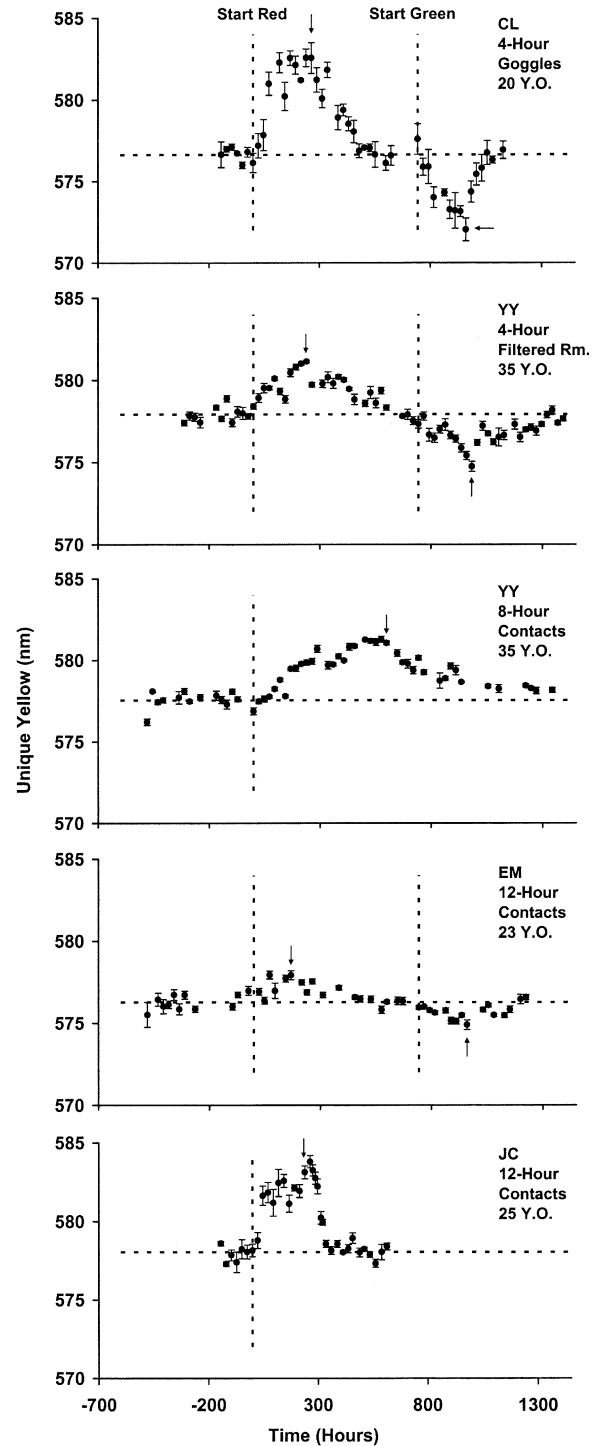 Start Red
Start Green
CL
4-Hour
Goggles
20 Y.O.
585
580
575
570
YY
4-Hour
Filtered Rm.
35 Y.O.
585
580
575
570
YY
8-Hour
Contacts
35 Y.O.
585
580
575
570
Unique Yellow (nm)
EM
12-Hour
Contacts
23 Y.O.
585
580
575
570
JC
12-Hour
Contacts
25 Y.O.
585
580
575
570
-700 -200 300 800 1300
Time (Hours)